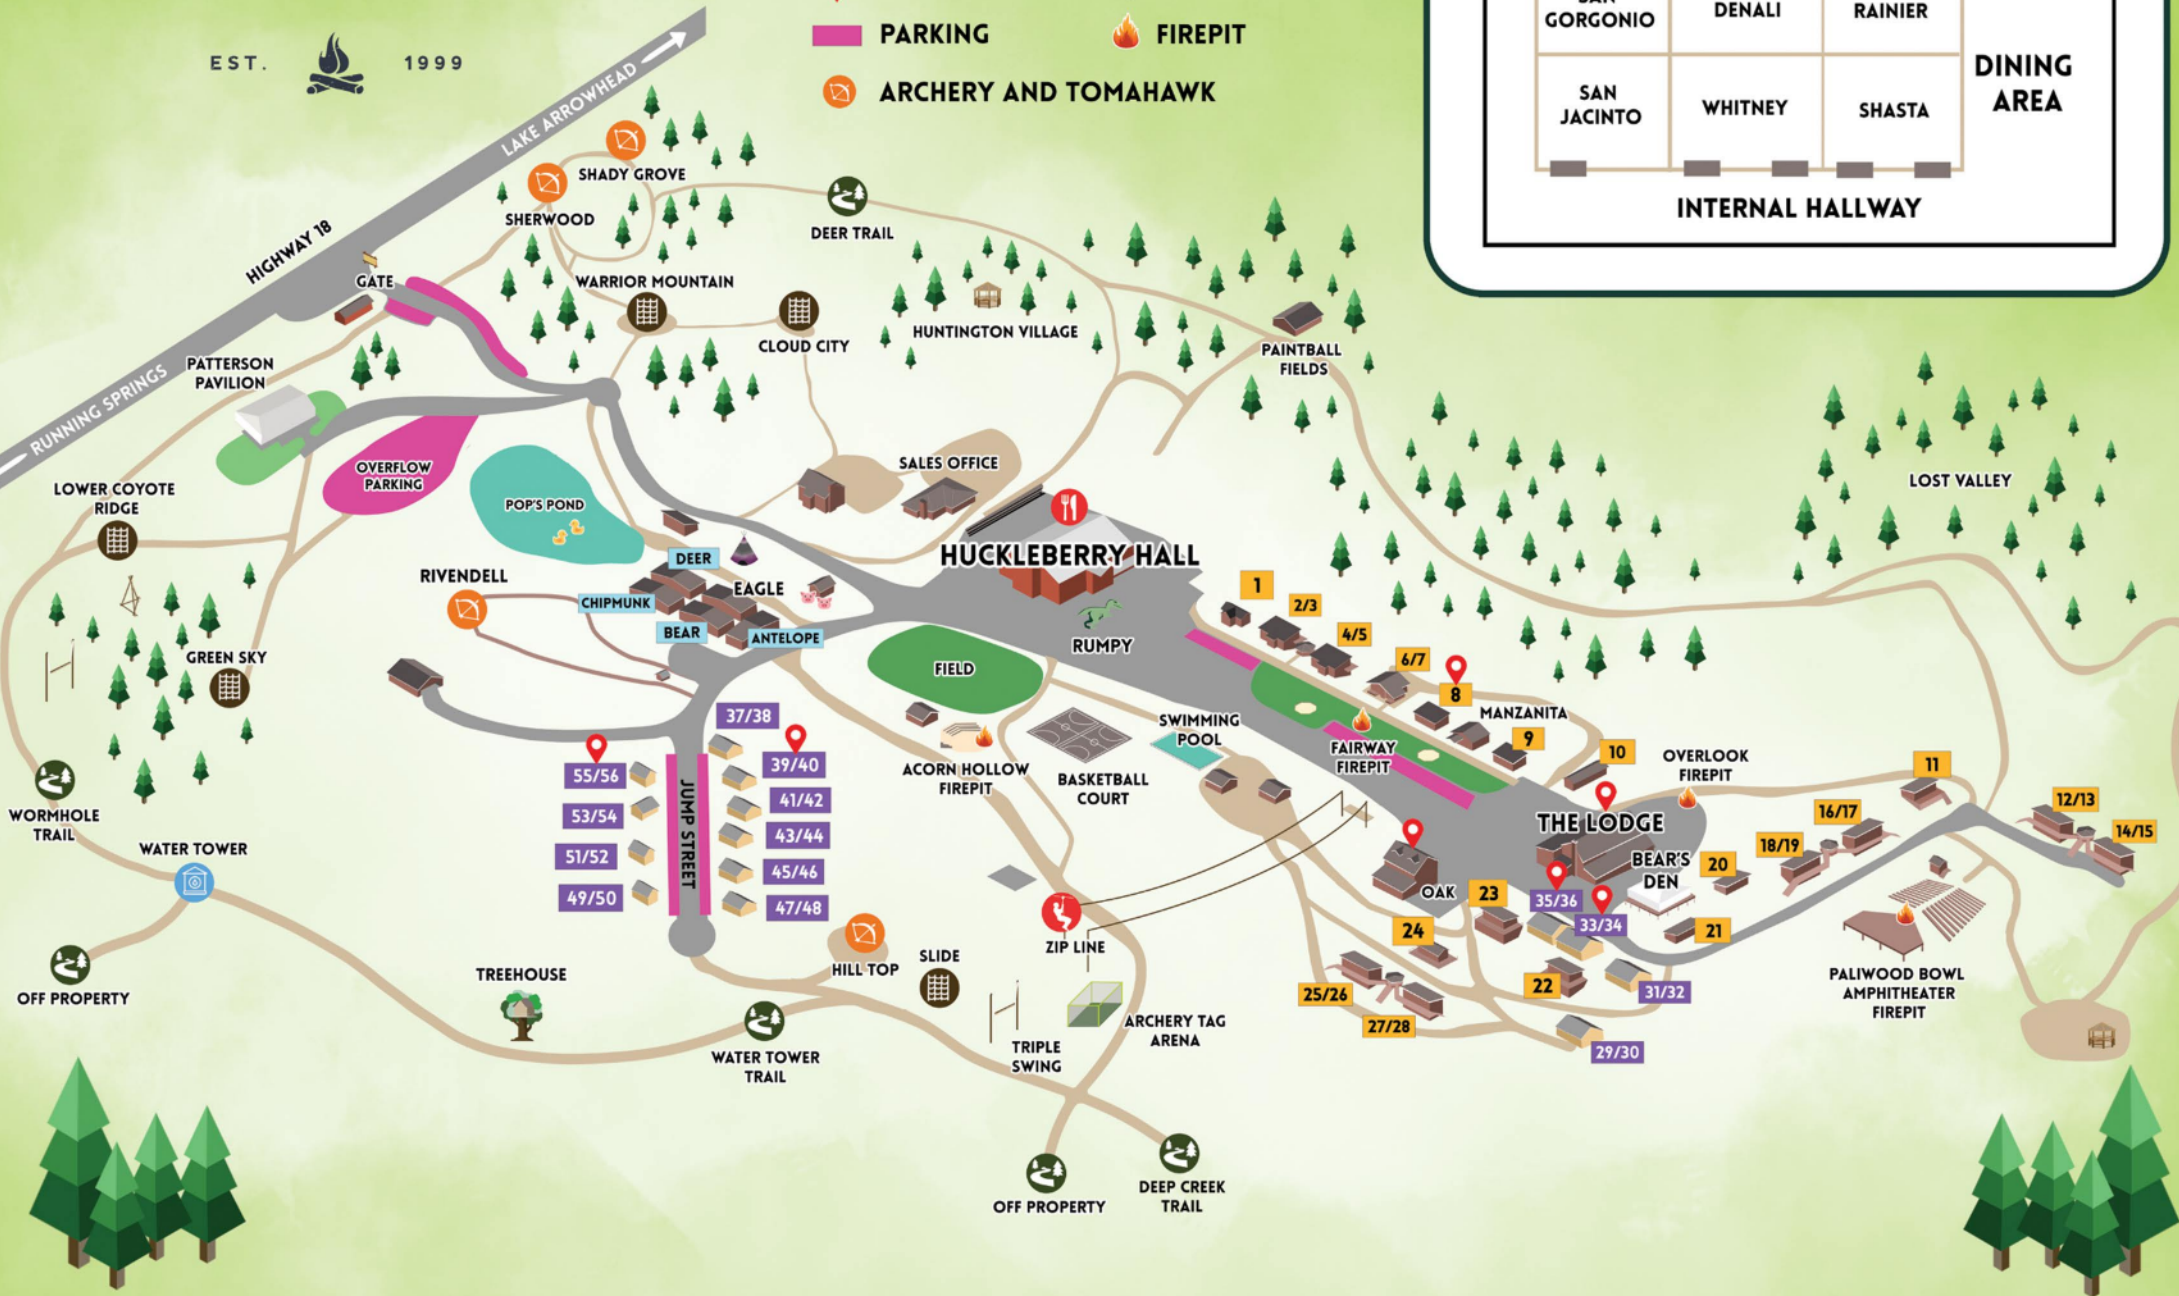 EST. 1999
PARKING
FIREPIT
ARCHERY AND TOMAHAWK
GORGONIO
DENALI
RAINIER
SAN
JACINTO
WHITNEY
SHASTA
DINING
AREA
INTERNAL HALLWAY
LAKE ARROWHEAD
HIGHWAY 18
RUNNING SPRINGS
SHADY GROVE
SHERWOOD
DEER TRAIL
GATE
WARRIOR MOUNTAIN
CLOUD CITY
HUNTINGTON VILLAGE
PAINTBALL
FIELDS
PATTERSON
PAVILION
OVERFLOW
PARKING
POP'S POND
SALES OFFICE
LOST VALLEY
LOWER COYOTE
RIDGE
HUCKLEBERRY HALL
RUMPY
DEER
EAGLE
CHIPMUNK
BEAR
ANTELOPE
RIVENDELL
GREEN SKY
FIELD
1
2/3
4/5
6/7
8
MANZANITA
9
10
37/38
39/40
41/42
43/44
45/46
47/48
55/56
53/54
51/52
49/50
JUMP STREET
ACORN HOLLOW
FIREPIT
BASKETBALL
COURT
SWIMMING
POOL
FAIRWAY
FIREPIT
OVERLOOK
FIREPIT
THE LODGE
BEAR'S
DEN
11
12/13
14/15
16/17
18/19
20
21
OAK
23
35/36
33/34
24
22
31/32
25/26
27/28
29/30
PALIWOOD BOWL
AMPHITHEATER
FIREPIT
WORMHOLE
TRAIL
WATER TOWER
OFF PROPERTY
TREEHOUSE
HILL TOP
SLIDE
ZIP LINE
WATER TOWER
TRAIL
TRIPLE
SWING
ARCHERY TAG
ARENA
OFF PROPERTY
DEEP CREEK
TRAIL